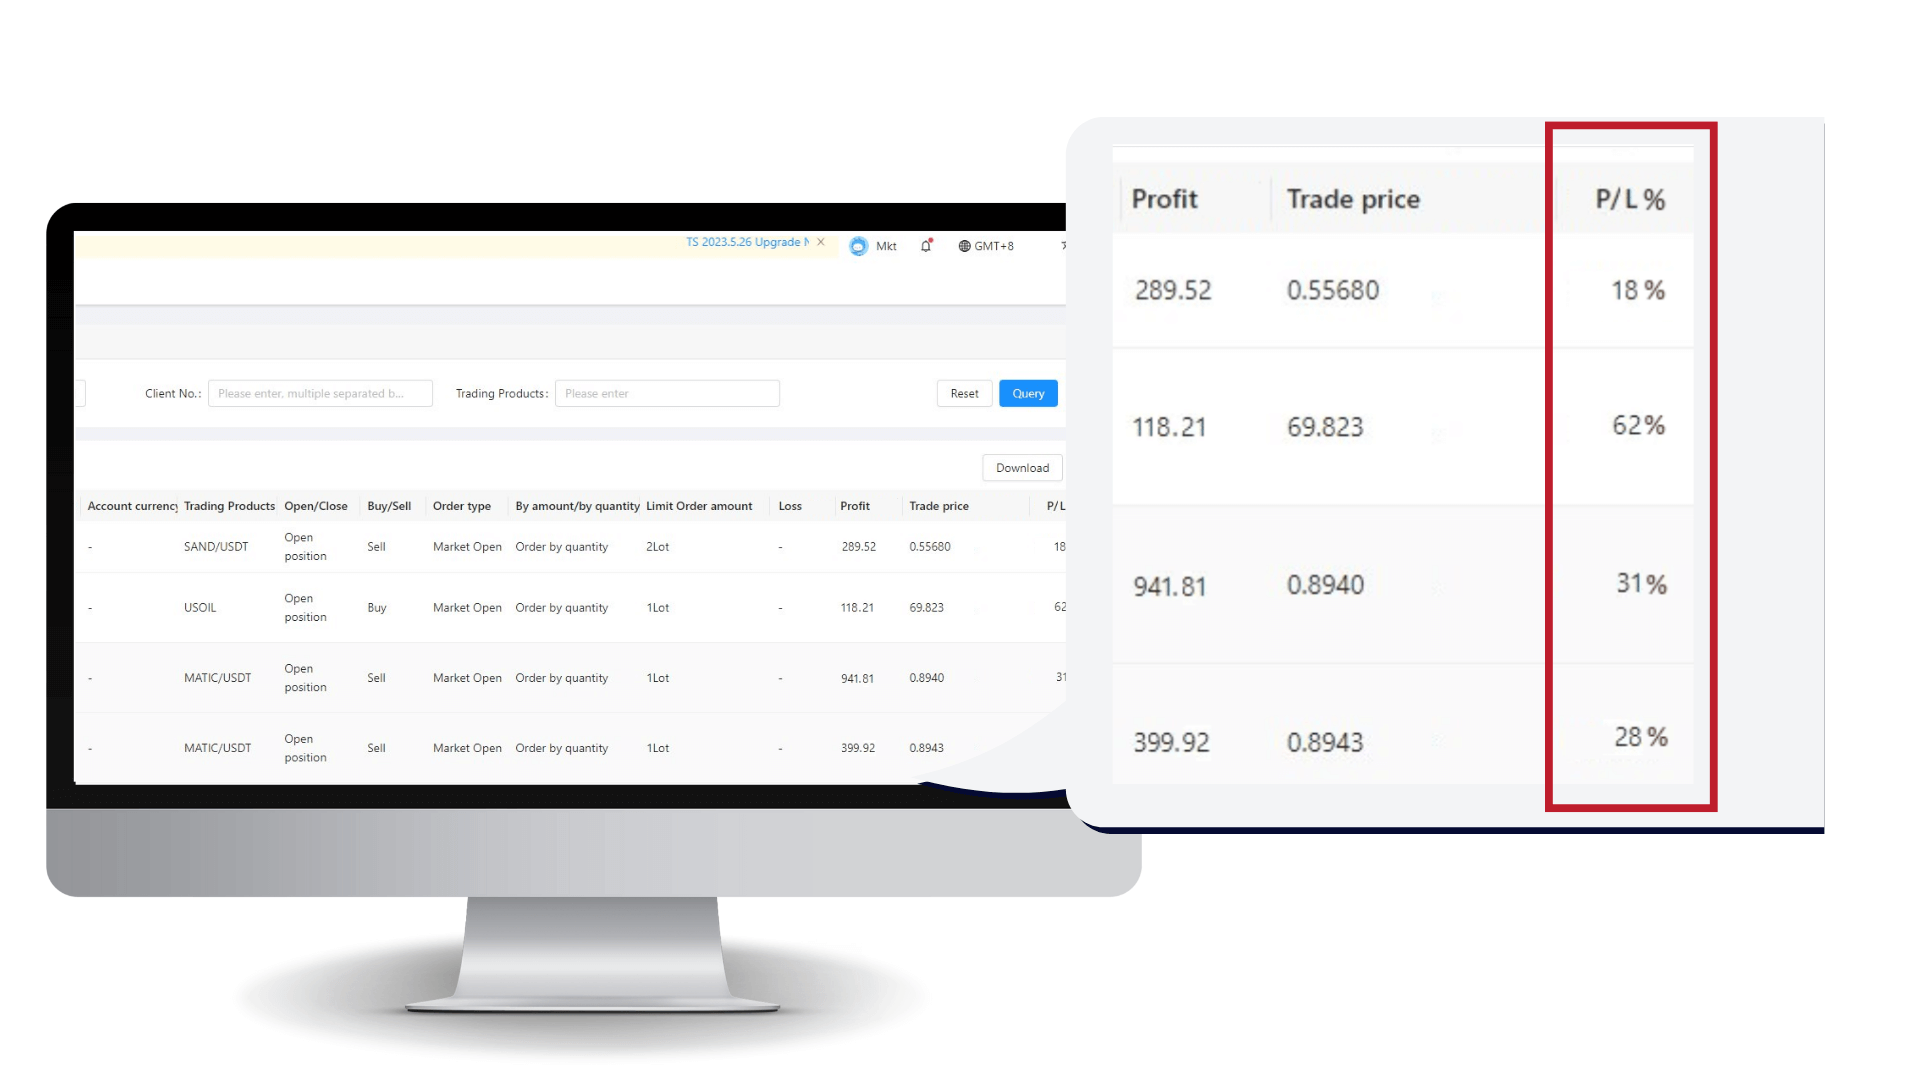 TS 2023.5.26 Upgrade
Mkt
GMT+8
Client No.: Please enter, multiple separated b... Trading Products: Please enter Reset Query
Download
Account currency Trading Products Open/Close Buy/Sell Order type By amount/by quantity Limit Order amount Loss Profit Trade price P/L
- SAND/USDT Open position Sell Market Open Order by quantity 2Lot - 289.52 0.55680 18
- USOIL Open position Buy Market Open Order by quantity 1Lot - 118.21 69.823 62
- MATIC/USDT Open position Sell Market Open Order by quantity 1Lot - 941.81 0.8940 31
- MATIC/USDT Open position Sell Market Open Order by quantity 1Lot - 399.92 0.8943
Profit Trade price P/L%
289.52 0.55680 18%
118.21 69.823 62%
941.81 0.8940 31%
399.92 0.8943 28%